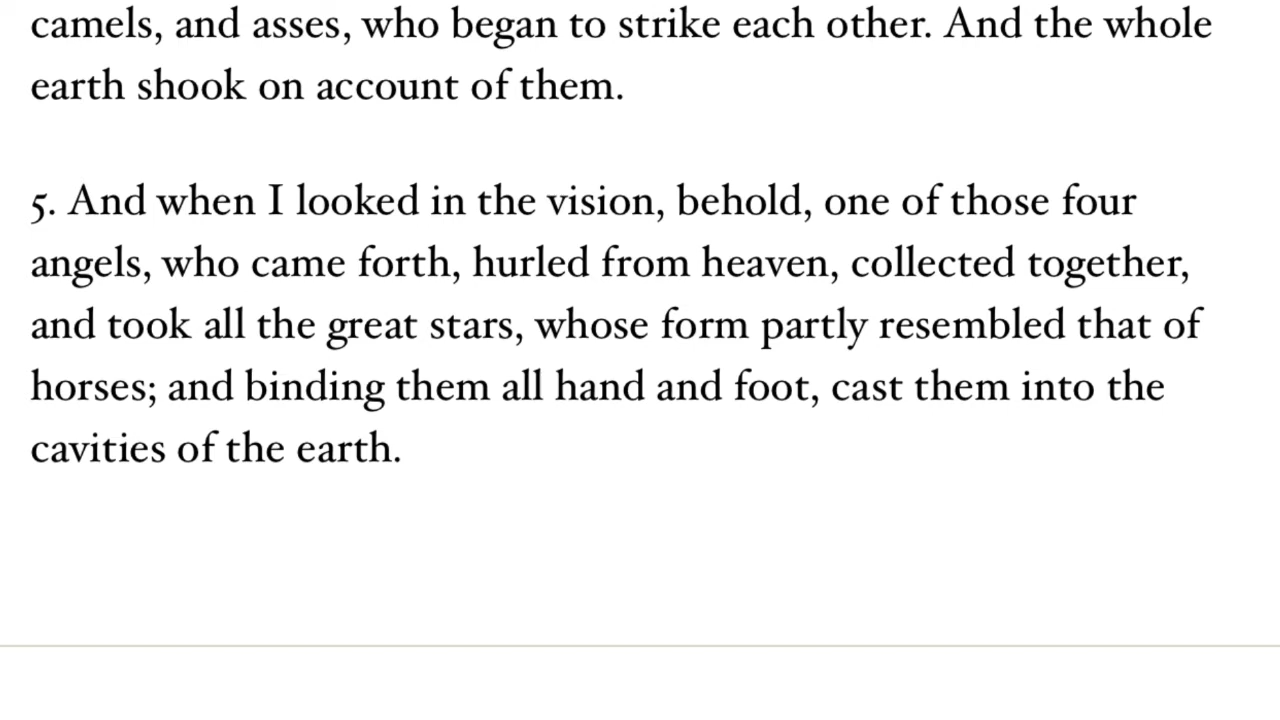 camels, and asses, who began to strike each other. And the whole
earth shook on account of them.
5. And when I looked in the vision, behold, one of those four
angels, who came forth, hurled from heaven, collected together,
and took all the great stars, whose form partly resembled that of
horses; and binding them all hand and foot, cast them into the
cavities of the earth.